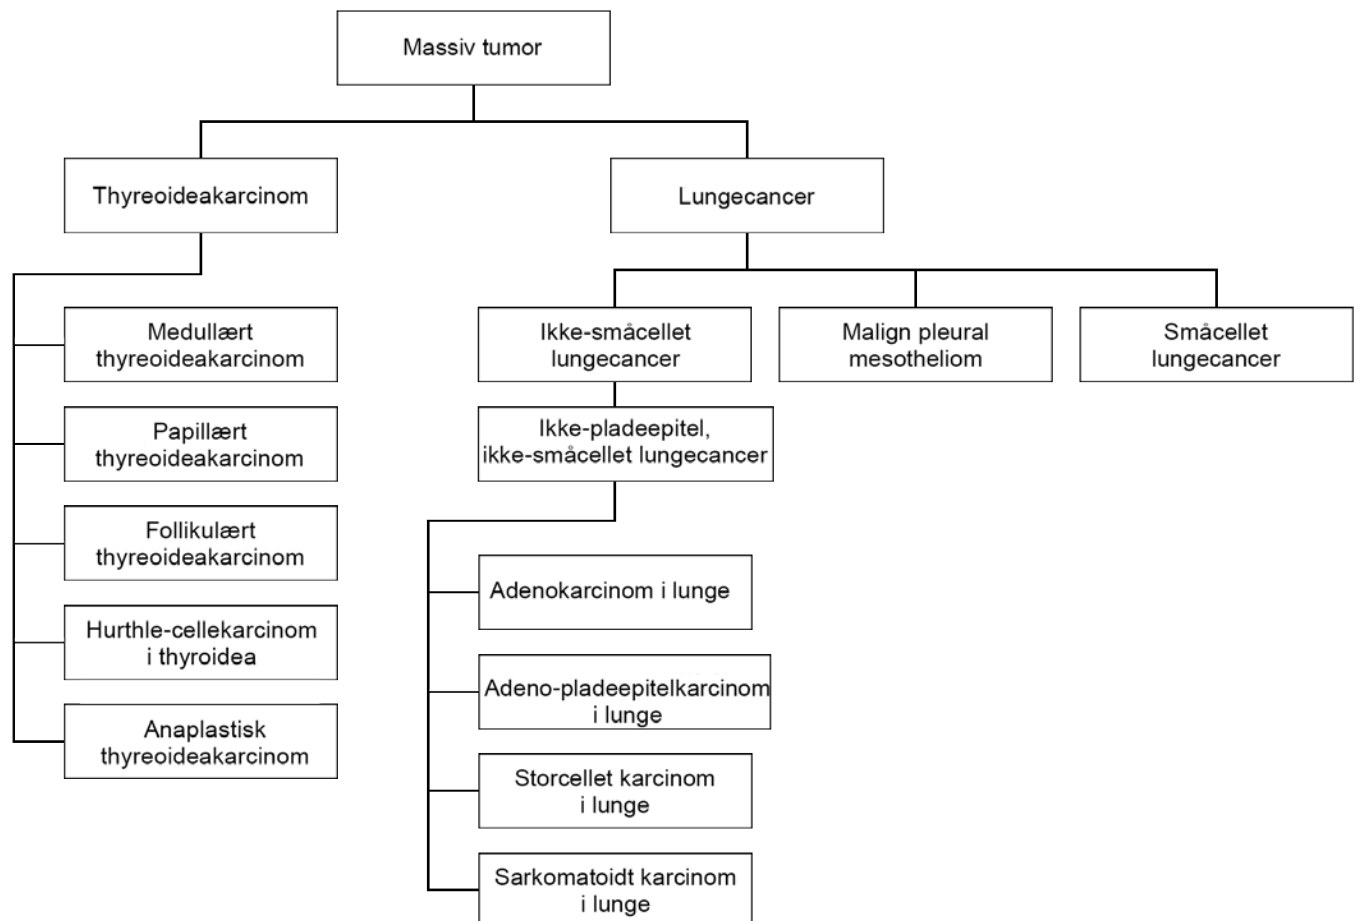 Massiv tumor
Thyreoideakarcinom
Lungecancer
Medullært
thyreoideakarcinom
Papillært
thyreoideakarcinom
Follikulært
thyreoideakarcinom
Hurthle-cellekarcinom
i thyroidea
Anaplastisk
thyreoideakarcinom
Ikke-småcellet
lungecancer
Malign pleural
mesotheliom
Småcellet
lungecancer
Ikke-pladeepitel,
ikke-småcellet lungecancer
Adenokarcinom i lunge
Adeno-pladeepitelkarcinom
i lunge
Storcellet karcinom
i lunge
Sarkomatoidt karcinom
i lunge